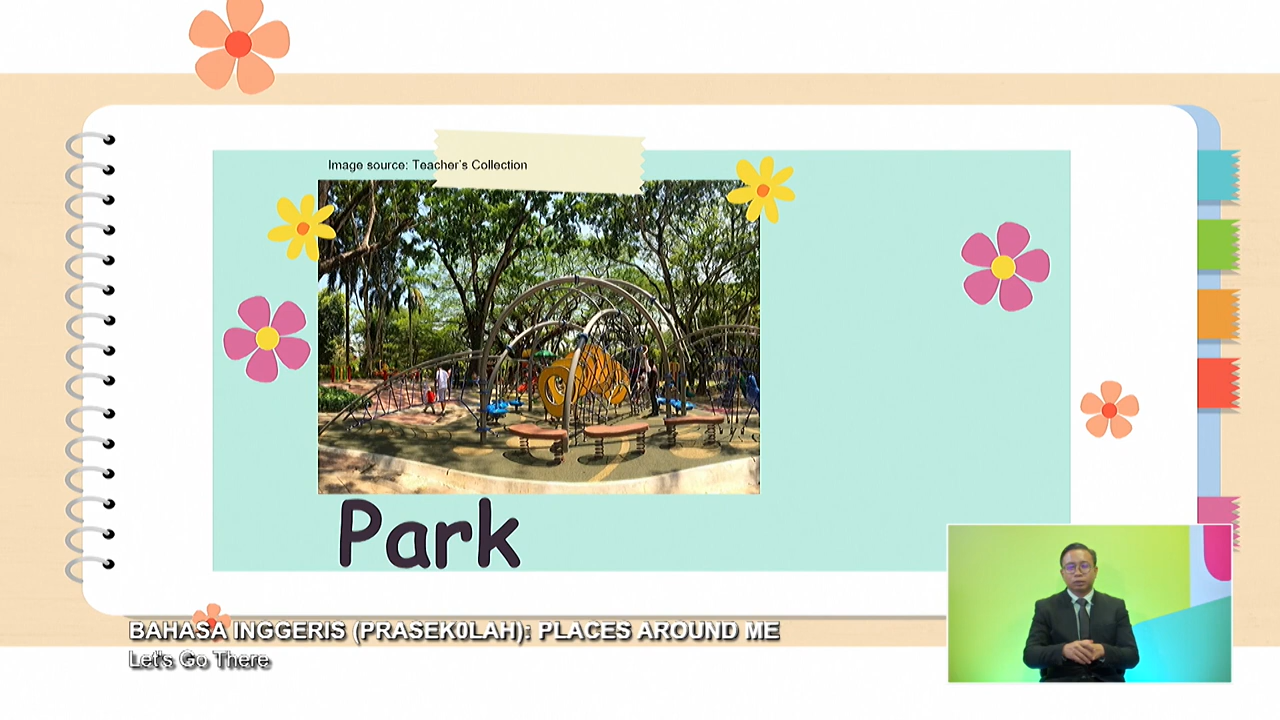 Image source: Teacher's Collection
Park
BAHASA INGGERIS (PRASEK0LAH): PLACES AROUND ME
Let's Go There